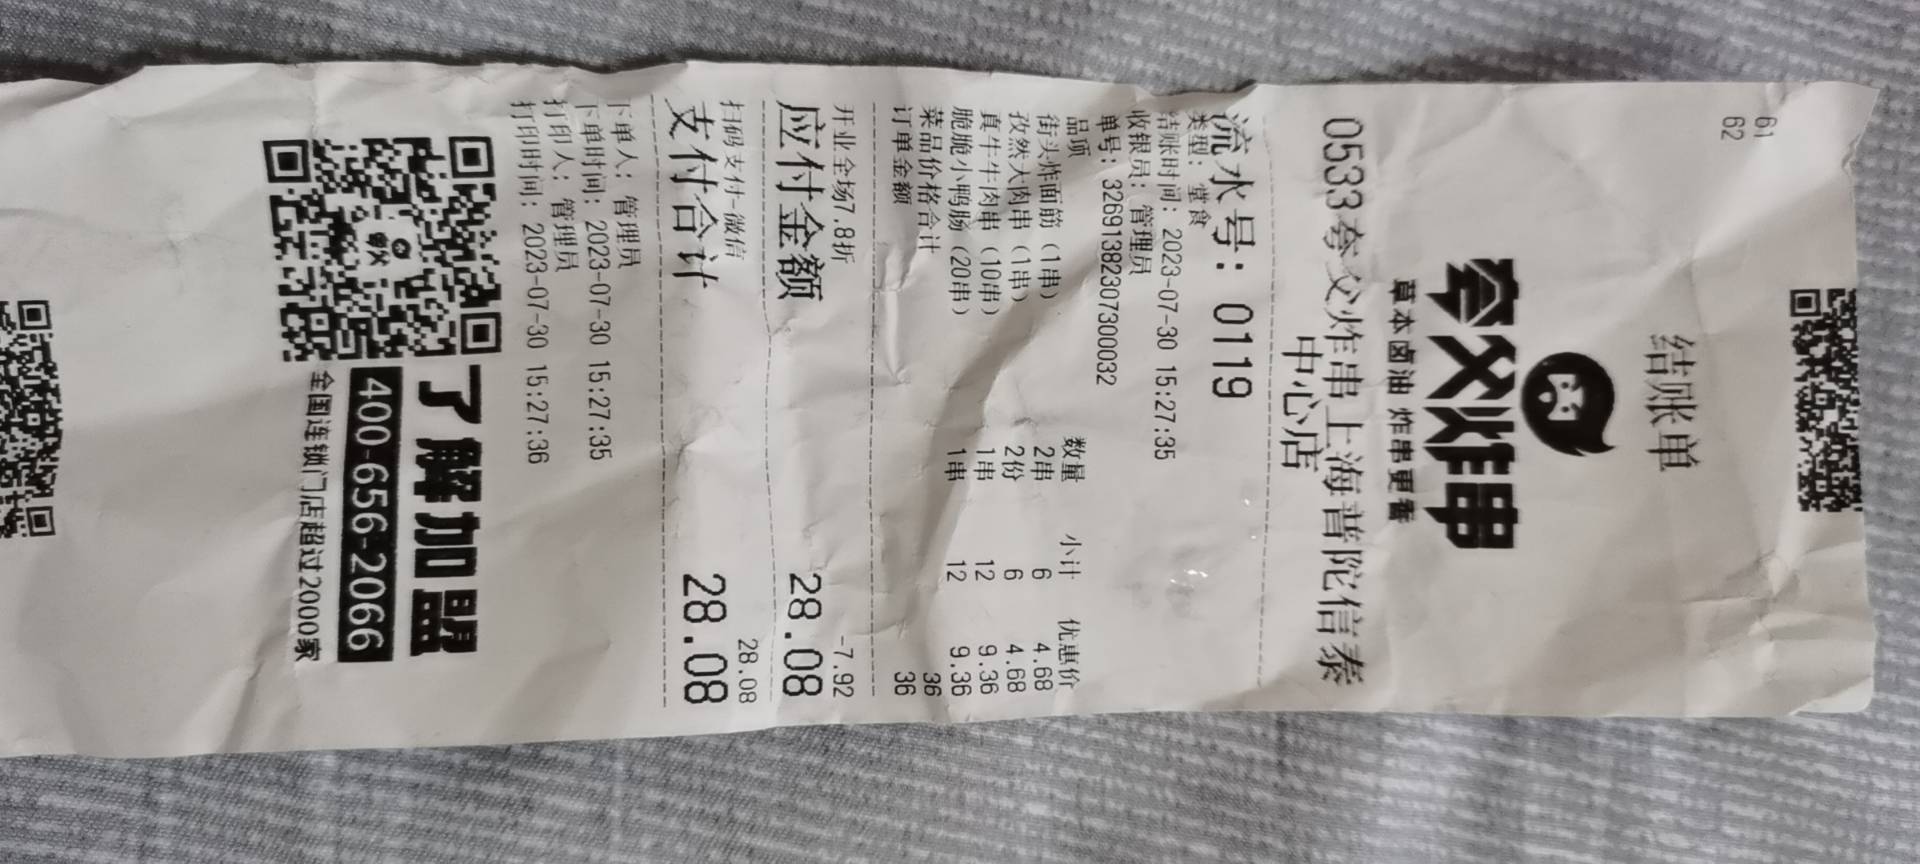 61
62
结账单
夸父炸串
草本卤油 炸串更香
0533夸父炸串上海普陀信泰
中心店
流水号: 0119
类型: 堂食
结账时间: 2023-07-30 15:27:35
收银员: 管理员
单号: 3269138230730​0032
品项 数量 小计 优惠价
街头炸面筋 (1串) 2串 6 4.68
孜然大肉串 (1串) 2份 6 4.68
真牛牛肉串 (10串) 1串 12 9.36
脆脆小鸭肠 (20串) 1串 12 9.36
菜品价格合计 36
订单金额 36
开业全场7.8折 -7.92
应付金额 28.08
扫码支付-微信 28.08
支付合计 28.08
下单人: 管理员
下单时间: 2023-07-30 15:27:35
打印人: 管理员
打印时间: 2023-07-30 15:27:36
夸父
了解加盟
400-656-2066
全国连锁门店超过2000家